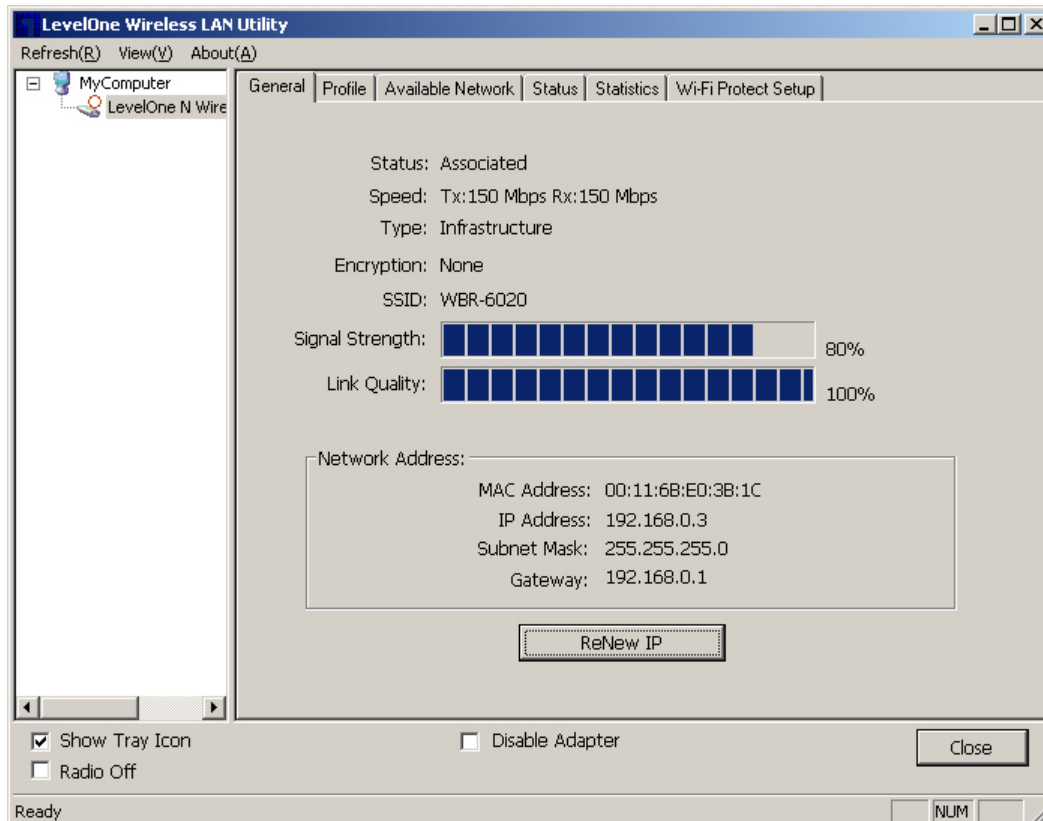 LevelOne Wireless LAN Utility
Refresh(R) View(V) About(A)
MyComputer
LevelOne N Wire
General Profile Available Network Status Statistics Wi-Fi Protect Setup
Status: Associated
Speed: Tx:150 Mbps Rx:150 Mbps
Type: Infrastructure
Encryption: None
SSID: WBR-6020
Signal Strength: 80%
Link Quality: 100%
Network Address:
MAC Address: 00:11:6B:E0:3B:1C
IP Address: 192.168.0.3
Subnet Mask: 255.255.255.0
Gateway: 192.168.0.1
ReNew IP
Show Tray Icon Disable Adapter Close
Radio Off
Ready NUM